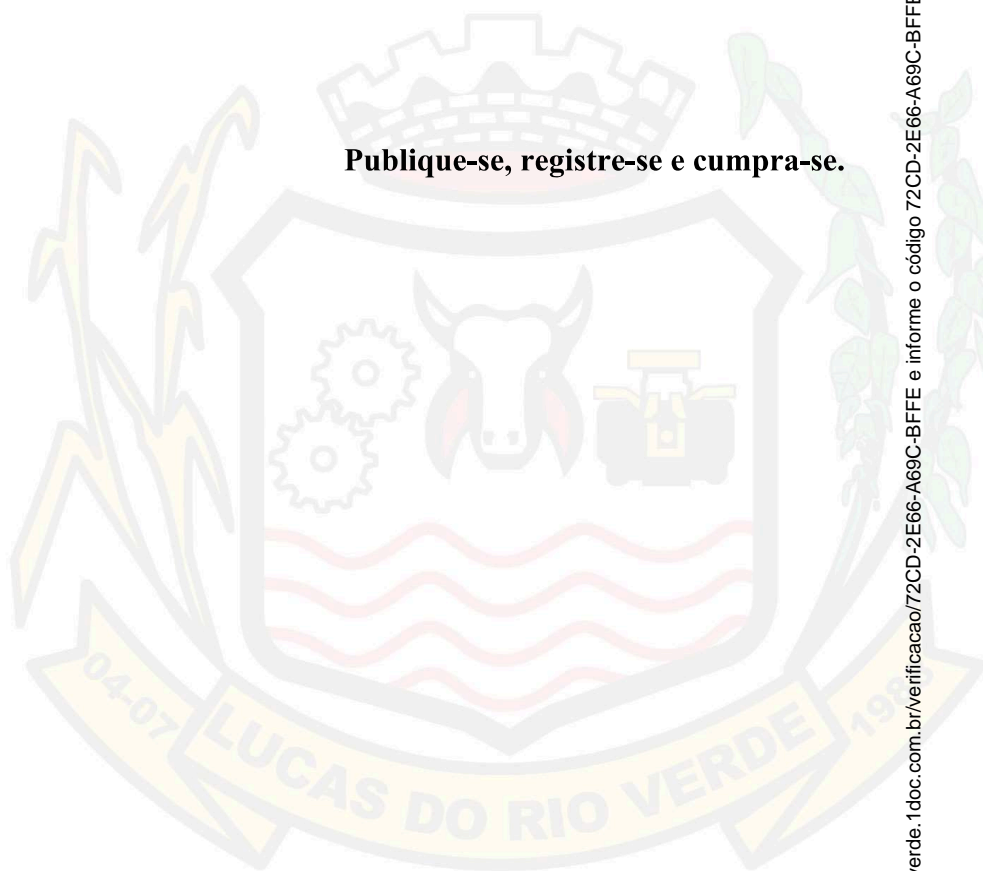 Publique-se, registre-se e cumpra-se.
04-07 LUCAS DO RIO VERDE 1988
verde.1doc.com.br/verificacao/72CD-2E66-A69C-BFFE e informe o código 72CD-2E66-A69C-BFFE